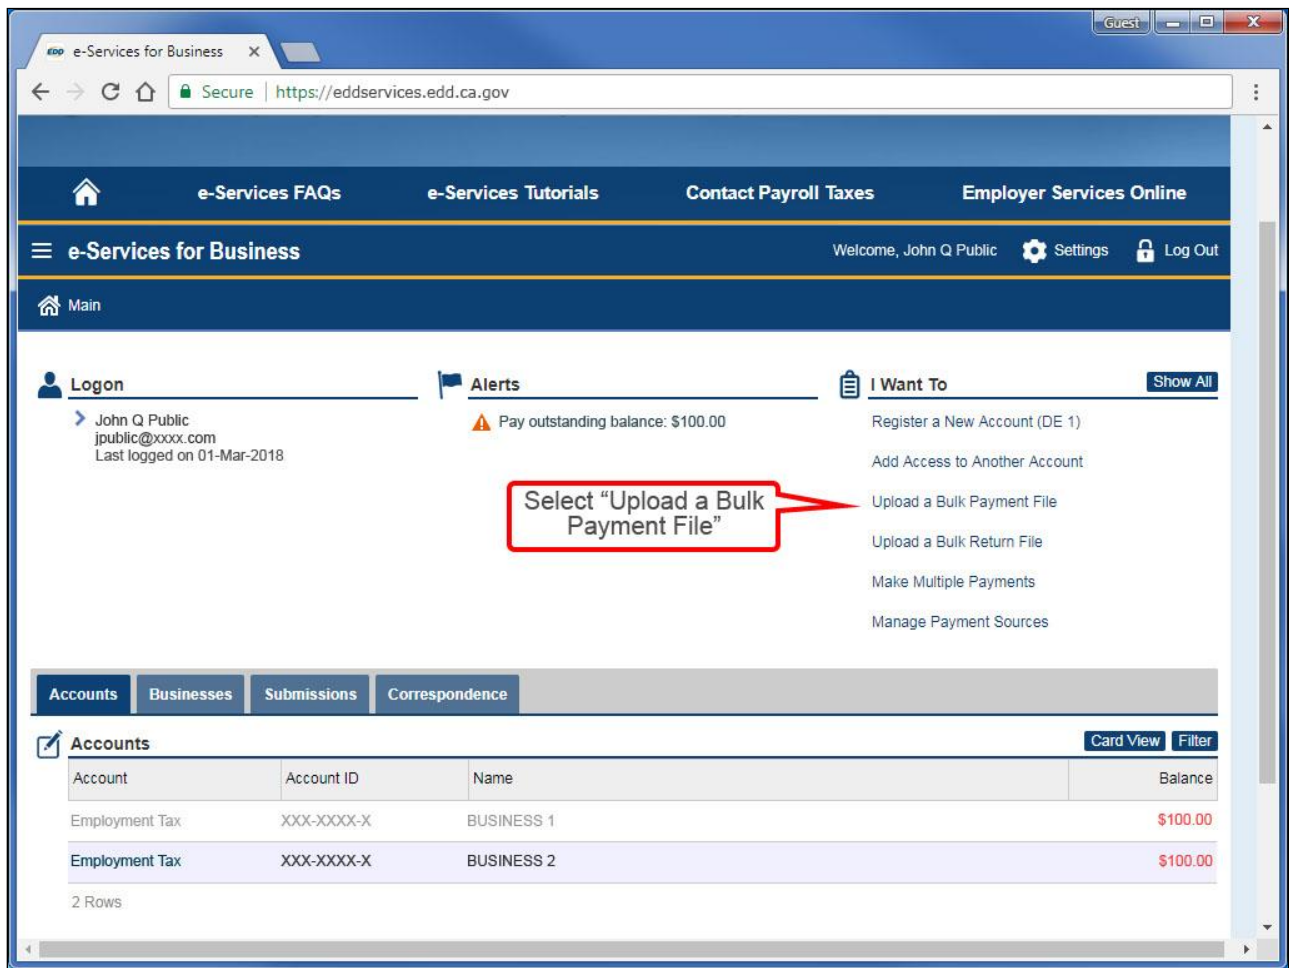 Guest
EDD e-Services for Business
Secure | https://eddservices.edd.ca.gov
e-Services FAQs e-Services Tutorials Contact Payroll Taxes Employer Services Online
e-Services for Business Welcome, John Q Public Settings Log Out
Main
Logon
John Q Public
jpublic@xxxx.com
Last logged on 01-Mar-2018
Alerts
Pay outstanding balance: $100.00
Select “Upload a Bulk
Payment File”
I Want To Show All
Register a New Account (DE 1)
Add Access to Another Account
Upload a Bulk Payment File
Upload a Bulk Return File
Make Multiple Payments
Manage Payment Sources
Accounts Businesses Submissions Correspondence
Accounts Card View Filter
Account Account ID Name Balance
Employment Tax XXX-XXXX-X BUSINESS 1 $100.00
Employment Tax XXX-XXXX-X BUSINESS 2 $100.00
2 Rows